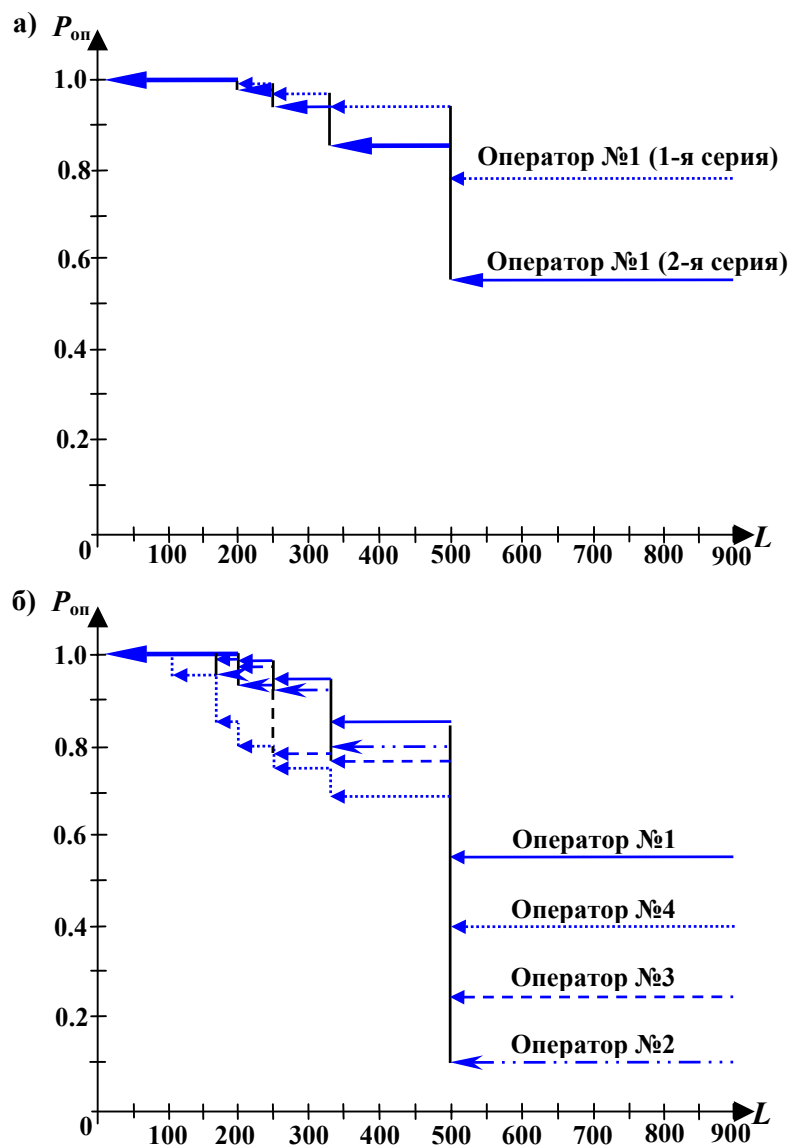 а) Pоп
1.0
0.8
0.6
0.4
0.2
0
Оператор №1 (1-я серия)
Оператор №1 (2-я серия)
100 200 300 400 500 600 700 800 900 L
б) Pоп
1.0
0.8
0.6
0.4
0.2
0
Оператор №1
Оператор №4
Оператор №3
Оператор №2
100 200 300 400 500 600 700 800 900 L